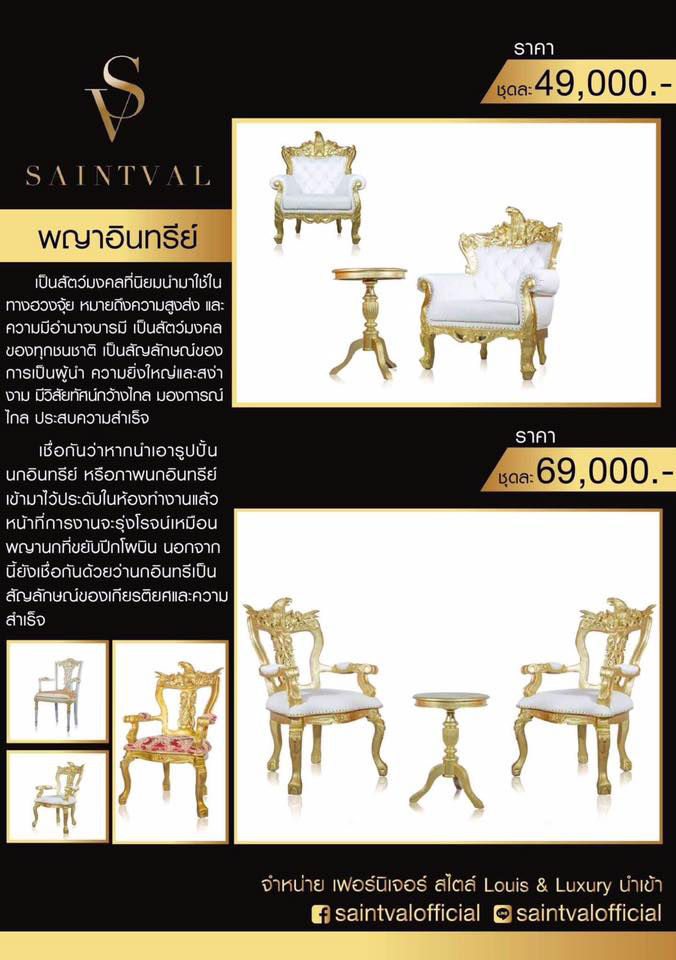 SV
SAINTVAL
พญาอินทรีย์
เป็นสัตว์มงคลที่นิยมนำมาใช้ใน
ทางฮวงจุ้ย หมายถึงความสูงส่ง และ
ความมีอำนาจบารมี เป็นสัตว์มงคล
ของทุกชนชาติ เป็นสัญลักษณ์ของ
การเป็นผู้นำ ความยิ่งใหญ่และสง่า
งาม มีวิสัยทัศน์กว้างไกล มองการณ์
ไกล ประสบความสำเร็จ
เชื่อกันว่าหากนำเอารูปปั้น
นกอินทรีย์ หรือภาพนกอินทรีย์
เข้ามาไว้ประดับในห้องทำงานแล้ว
หน้าที่การงานจะรุ่งโรจน์เหมือน
พญานกที่ขยับปีกโผบิน นอกจาก
นี้ยังเชื่อกันด้วยว่านกอินทรีเป็น
สัญลักษณ์ของเกียรติยศและความ
สำเร็จ
ราคา
ชุดละ 49,000.-
ราคา
ชุดละ 69,000.-
จำหน่าย เฟอร์นิเจอร์ สไตล์ Louis & Luxury นำเข้า
f saintvalofficial LINE saintvalofficial